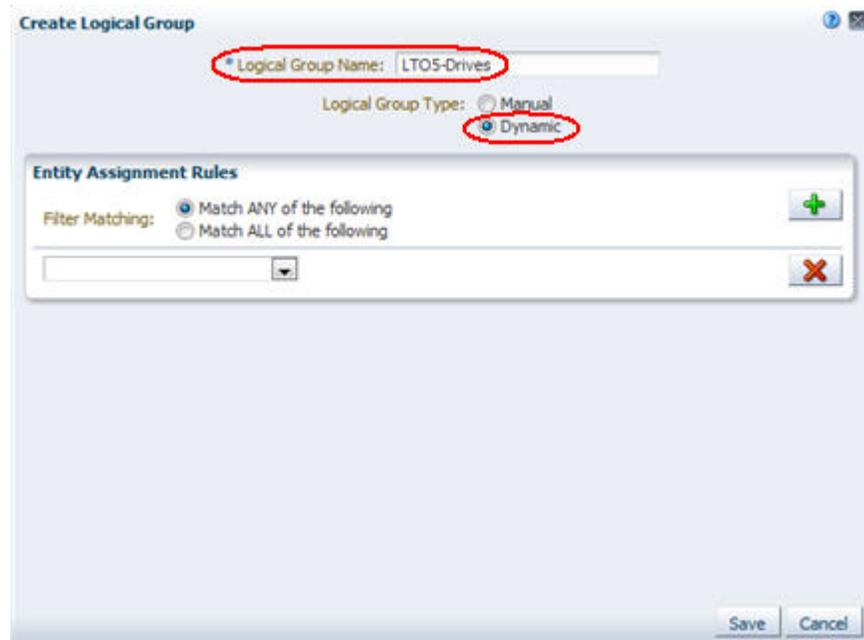 Create Logical Group
* Logical Group Name: LTO5-Drives
Logical Group Type: Manual
Dynamic
Entity Assignment Rules
Filter Matching: Match ANY of the following
Match ALL of the following
Save Cancel